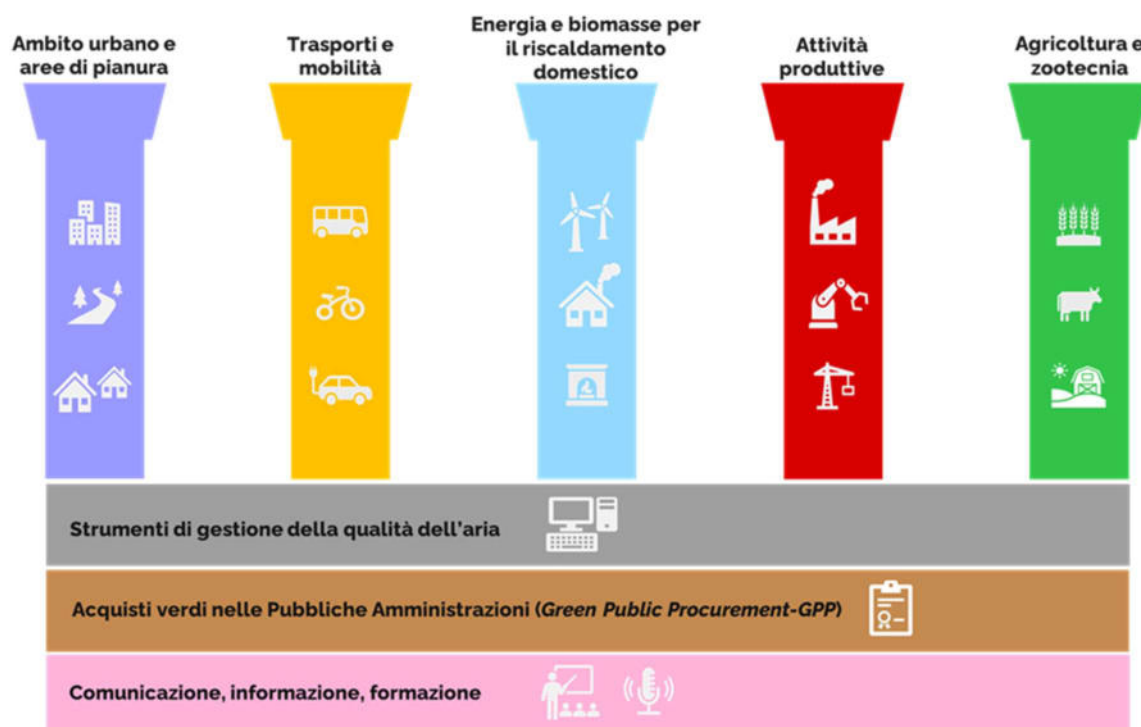 Ambito urbano e
aree di pianura
Trasporti e
mobilità
Energia e biomasse per
il riscaldamento
domestico
Attività
produttive
Agricoltura e
zootecnia
Strumenti di gestione della qualità dell'aria
Acquisti verdi nelle Pubbliche Amministrazioni (Green Public Procurement-GPP)
Comunicazione, informazione, formazione